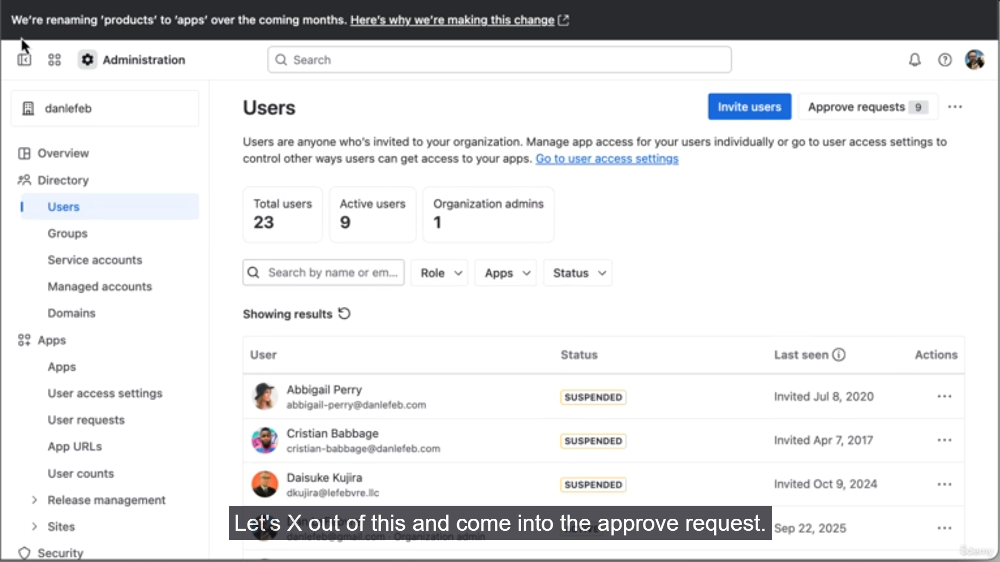 We're renaming 'products' to 'apps' over the coming months. Here's why we're making this change
Administration
Search
danlefeb
Overview
Directory
Users
Groups
Service accounts
Managed accounts
Domains
Apps
Apps
User access settings
User requests
App URLs
User counts
Release management
Sites
Security
Users
Invite users
Approve requests 9
Users are anyone who's invited to your organization. Manage app access for your users individually or go to user access settings to
control other ways users can get access to your apps. Go to user access settings
Total users
23
Active users
9
Organization admins
1
Search by name or em...
Role
Apps
Status
Showing results
User Status Last seen Actions
Abbigail Perry
abbigail-perry@danlefeb.com
SUSPENDED
Invited Jul 8, 2020
Cristian Babbage
cristian-babbage@danlefeb.com
SUSPENDED
Invited Apr 7, 2017
Daisuke Kujira
dkujira@lefebvre.llc
SUSPENDED
Invited Oct 9, 2024
danlefeb@gmail.com - Organization admin
Sep 22, 2025
Let's X out of this and come into the approve request.
ûdemy